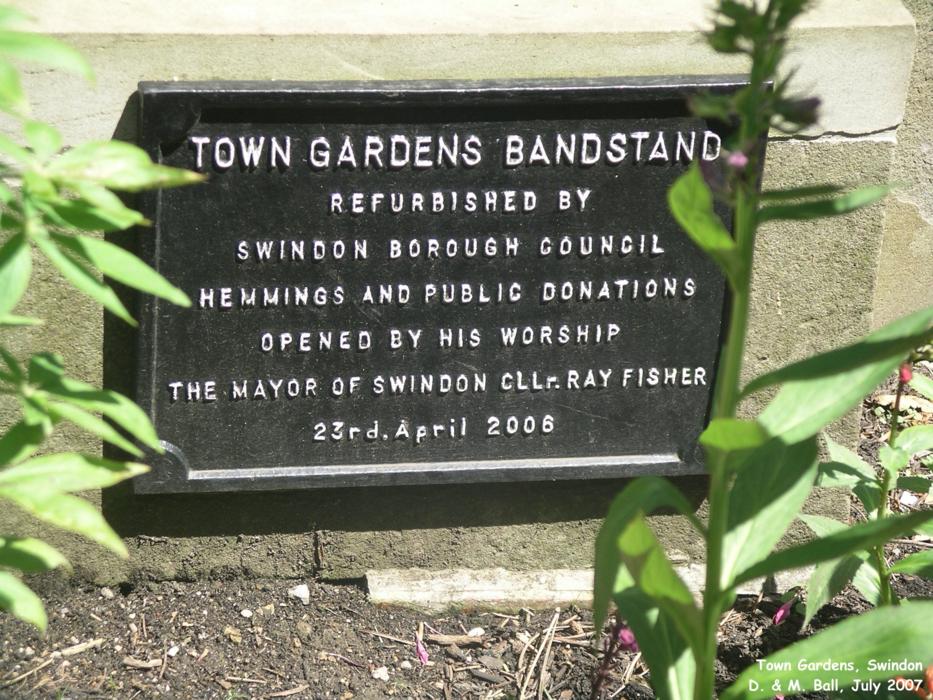 TOWN GARDENS BANDSTAND
REFURBISHED BY
SWINDON BOROUGH COUNCIL
HEMMINGS AND PUBLIC DONATIONS
OPENED BY HIS WORSHIP
THE MAYOR OF SWINDON CLLr. RAY FISHER
23rd. April 2006
Town Gardens, Swindon
D. & M. Ball, July 2007